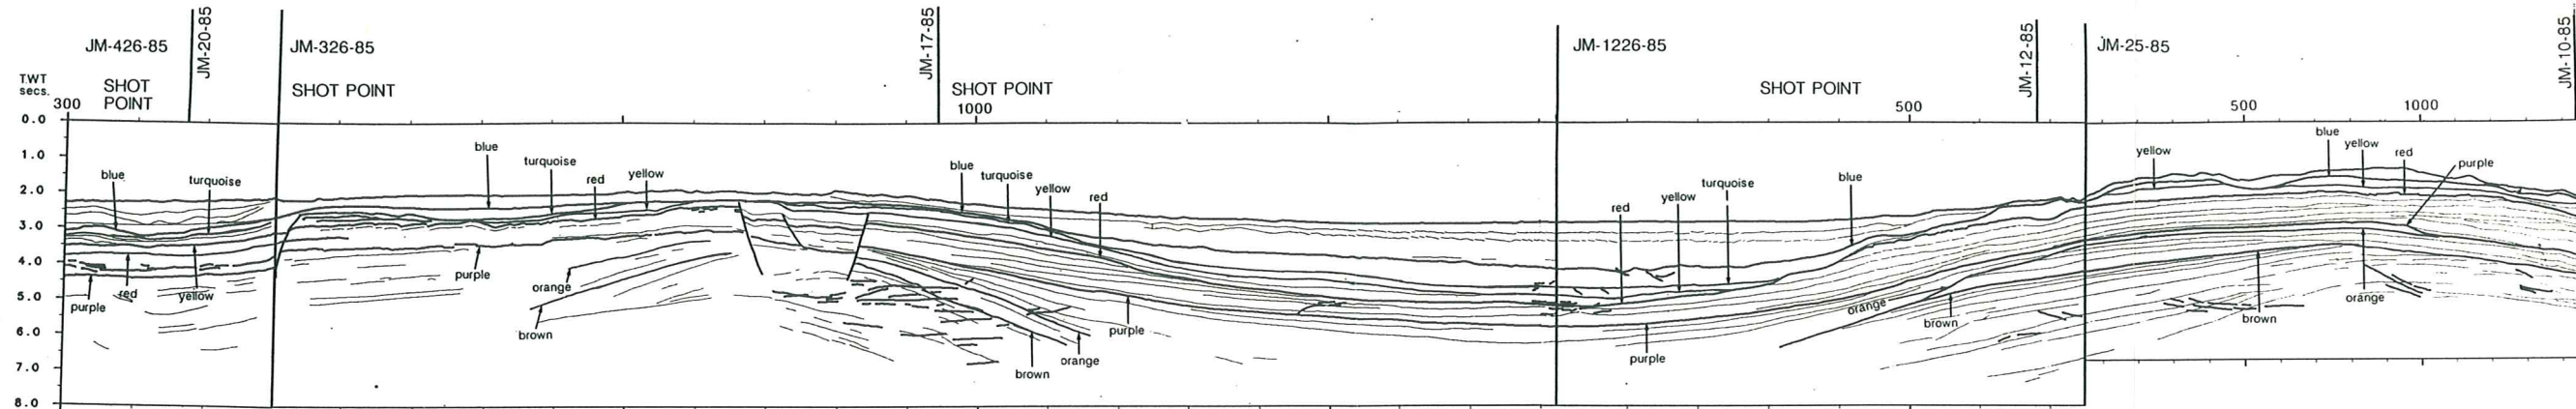 JM-426-85
JM-20-85
JM-326-85
JM-17-85
JM-1226-85
JM-12-85
JM-25-85
JM-10-85
T.WT
secs.
SHOT
POINT
SHOT POINT
SHOT POINT
SHOT POINT
300
1000
500
500
1000
0.0
1.0
2.0
3.0
4.0
5.0
6.0
7.0
8.0
blue
turquoise
purple
red
yellow
blue
turquoise
red
yellow
purple
orange
brown
blue
turquoise
yellow
red
purple
orange
brown
red
yellow
turquoise
blue
purple
orange
brown
yellow
blue
yellow
red
purple
brown
orange